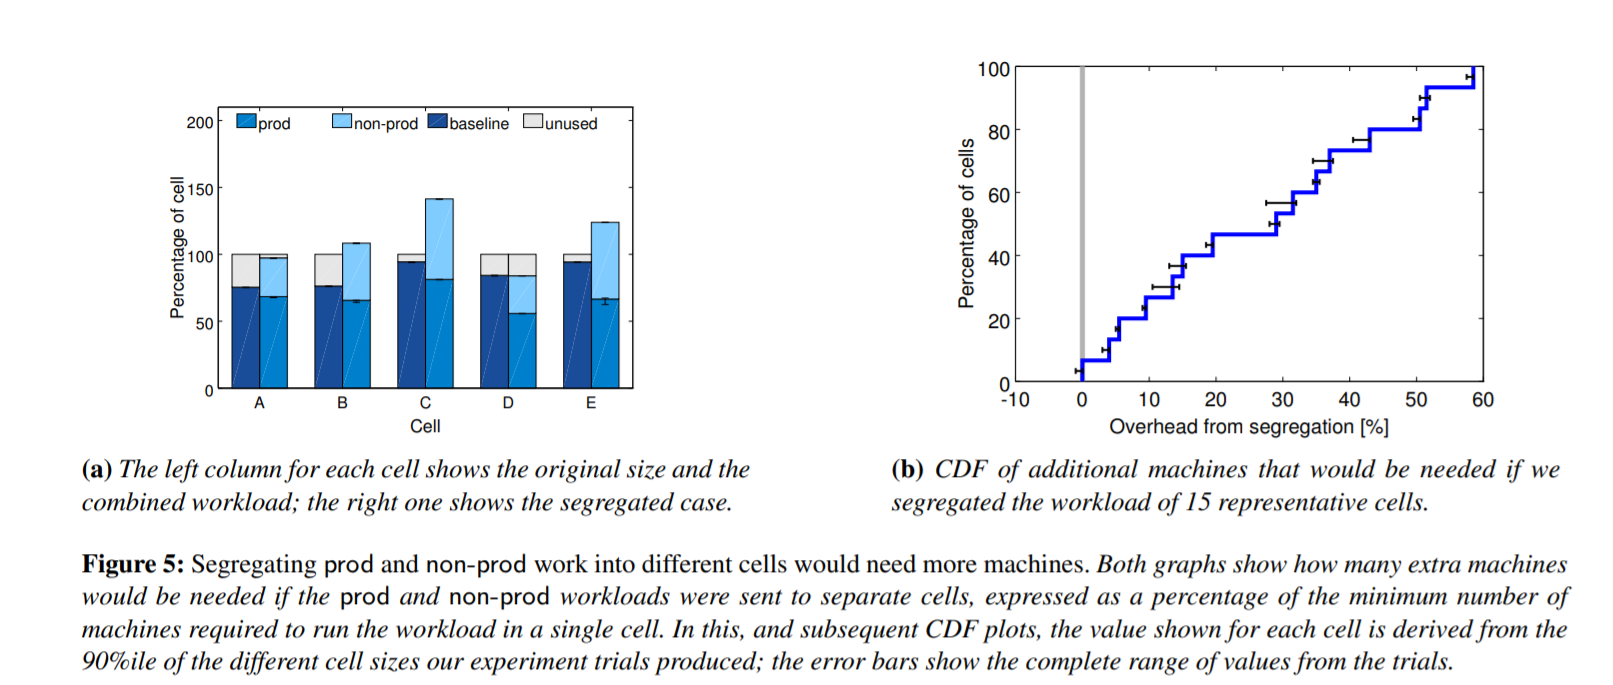 200
150
100
50
0
Percentage of cell
prod
non-prod
baseline
unused
A
B
C
D
E
Cell
(a) The left column for each cell shows the original size and the
combined workload; the right one shows the segregated case.
100
80
60
40
20
0
Percentage of cells
-10
0
10
20
30
40
50
60
Overhead from segregation [%]
(b) CDF of additional machines that would be needed if we
segregated the workload of 15 representative cells.
Figure 5: Segregating prod and non-prod work into different cells would need more machines. Both graphs show how many extra machines
would be needed if the prod and non-prod workloads were sent to separate cells, expressed as a percentage of the minimum number of
machines required to run the workload in a single cell. In this, and subsequent CDF plots, the value shown for each cell is derived from the
90%ile of the different cell sizes our experiment trials produced; the error bars show the complete range of values from the trials.